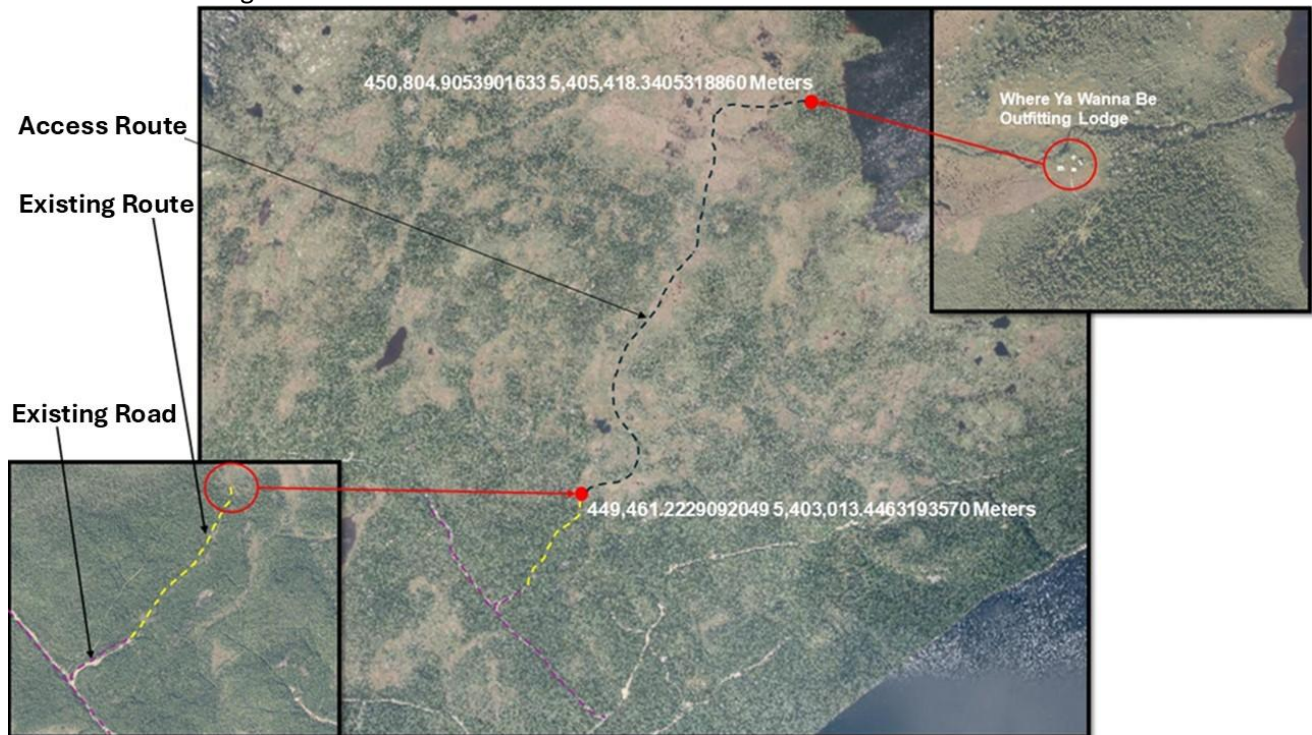 450,804.9053901633 5,405,418.3405318860 Meters
Where Ya Wanna Be
Outfitting Lodge
Access Route
Existing Route
Existing Road
449,461.2229092049 5,403,013.4463193570 Meters